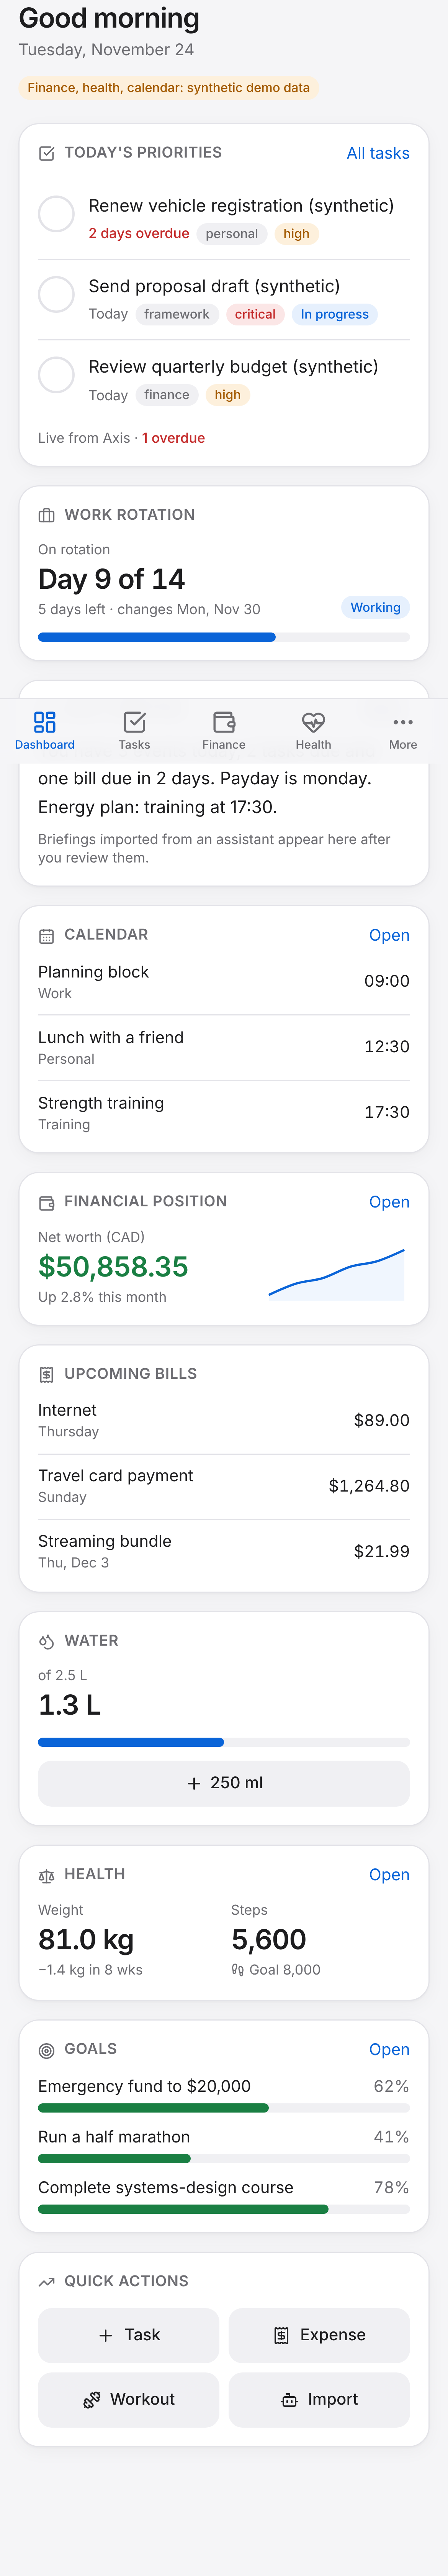 Good morning
Tuesday, November 24
Finance, health, calendar: synthetic demo data
TODAY'S PRIORITIES
All tasks
Renew vehicle registration (synthetic)
2 days overdue personal high
Send proposal draft (synthetic)
Today framework critical In progress
Review quarterly budget (synthetic)
Today finance high
Live from Axis · 1 overdue
WORK ROTATION
On rotation
Day 9 of 14
5 days left · changes Mon, Nov 30
Working
Dashboard Tasks Finance Health More
one bill due in 2 days. Payday is monday.
Energy plan: training at 17:30.
Briefings imported from an assistant appear here after
you review them.
CALENDAR
Open
Planning block
Work
09:00
Lunch with a friend
Personal
12:30
Strength training
Training
17:30
FINANCIAL POSITION
Open
Net worth (CAD)
$50,858.35
Up 2.8% this month
UPCOMING BILLS
Internet
Thursday
$89.00
Travel card payment
Sunday
$1,264.80
Streaming bundle
Thu, Dec 3
$21.99
WATER
of 2.5 L
1.3 L
+ 250 ml
HEALTH
Open
Weight
81.0 kg
−1.4 kg in 8 wks
Steps
5,600
Goal 8,000
GOALS
Open
Emergency fund to $20,000 62%
Run a half marathon 41%
Complete systems-design course 78%
QUICK ACTIONS
+ Task
Expense
Workout
Import